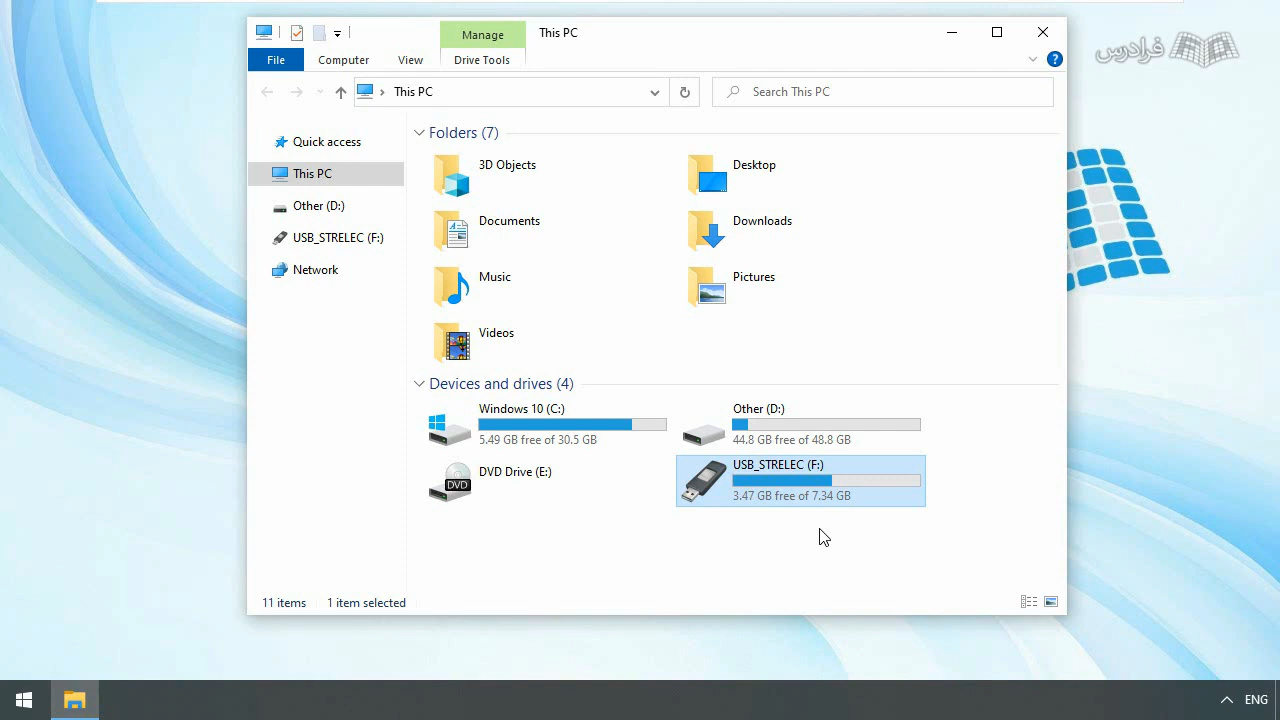 Manage
This PC
File
Computer
View
Drive Tools
This PC
Search This PC
فرادرس
Quick access
This PC
Other (D:)
USB_STRELEC (F:)
Network
Folders (7)
3D Objects
Desktop
Documents
Downloads
Music
Pictures
Videos
Devices and drives (4)
Windows 10 (C:)
5.49 GB free of 30.5 GB
Other (D:)
44.8 GB free of 48.8 GB
DVD
DVD Drive (E:)
USB_STRELEC (F:)
3.47 GB free of 7.34 GB
11 items
1 item selected
ENG